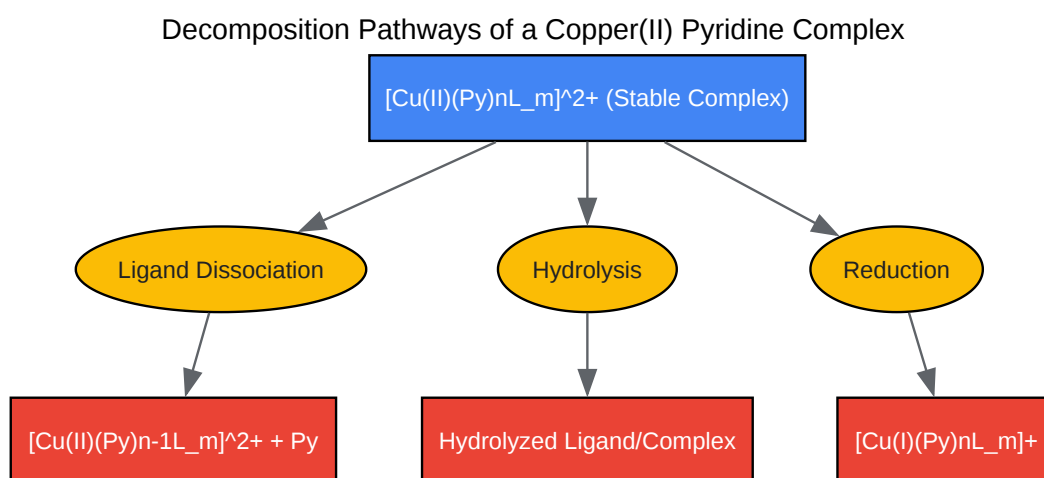 Decomposition Pathways of a Copper(II) Pyridine Complex
[Cu(II)(Py)nL_m]^2+ (Stable Complex)
Ligand Dissociation
Hydrolysis
Reduction
[Cu(II)(Py)n-1L_m]^2+ + Py
Hydrolyzed Ligand/Complex
[Cu(I)(Py)nL_m]+